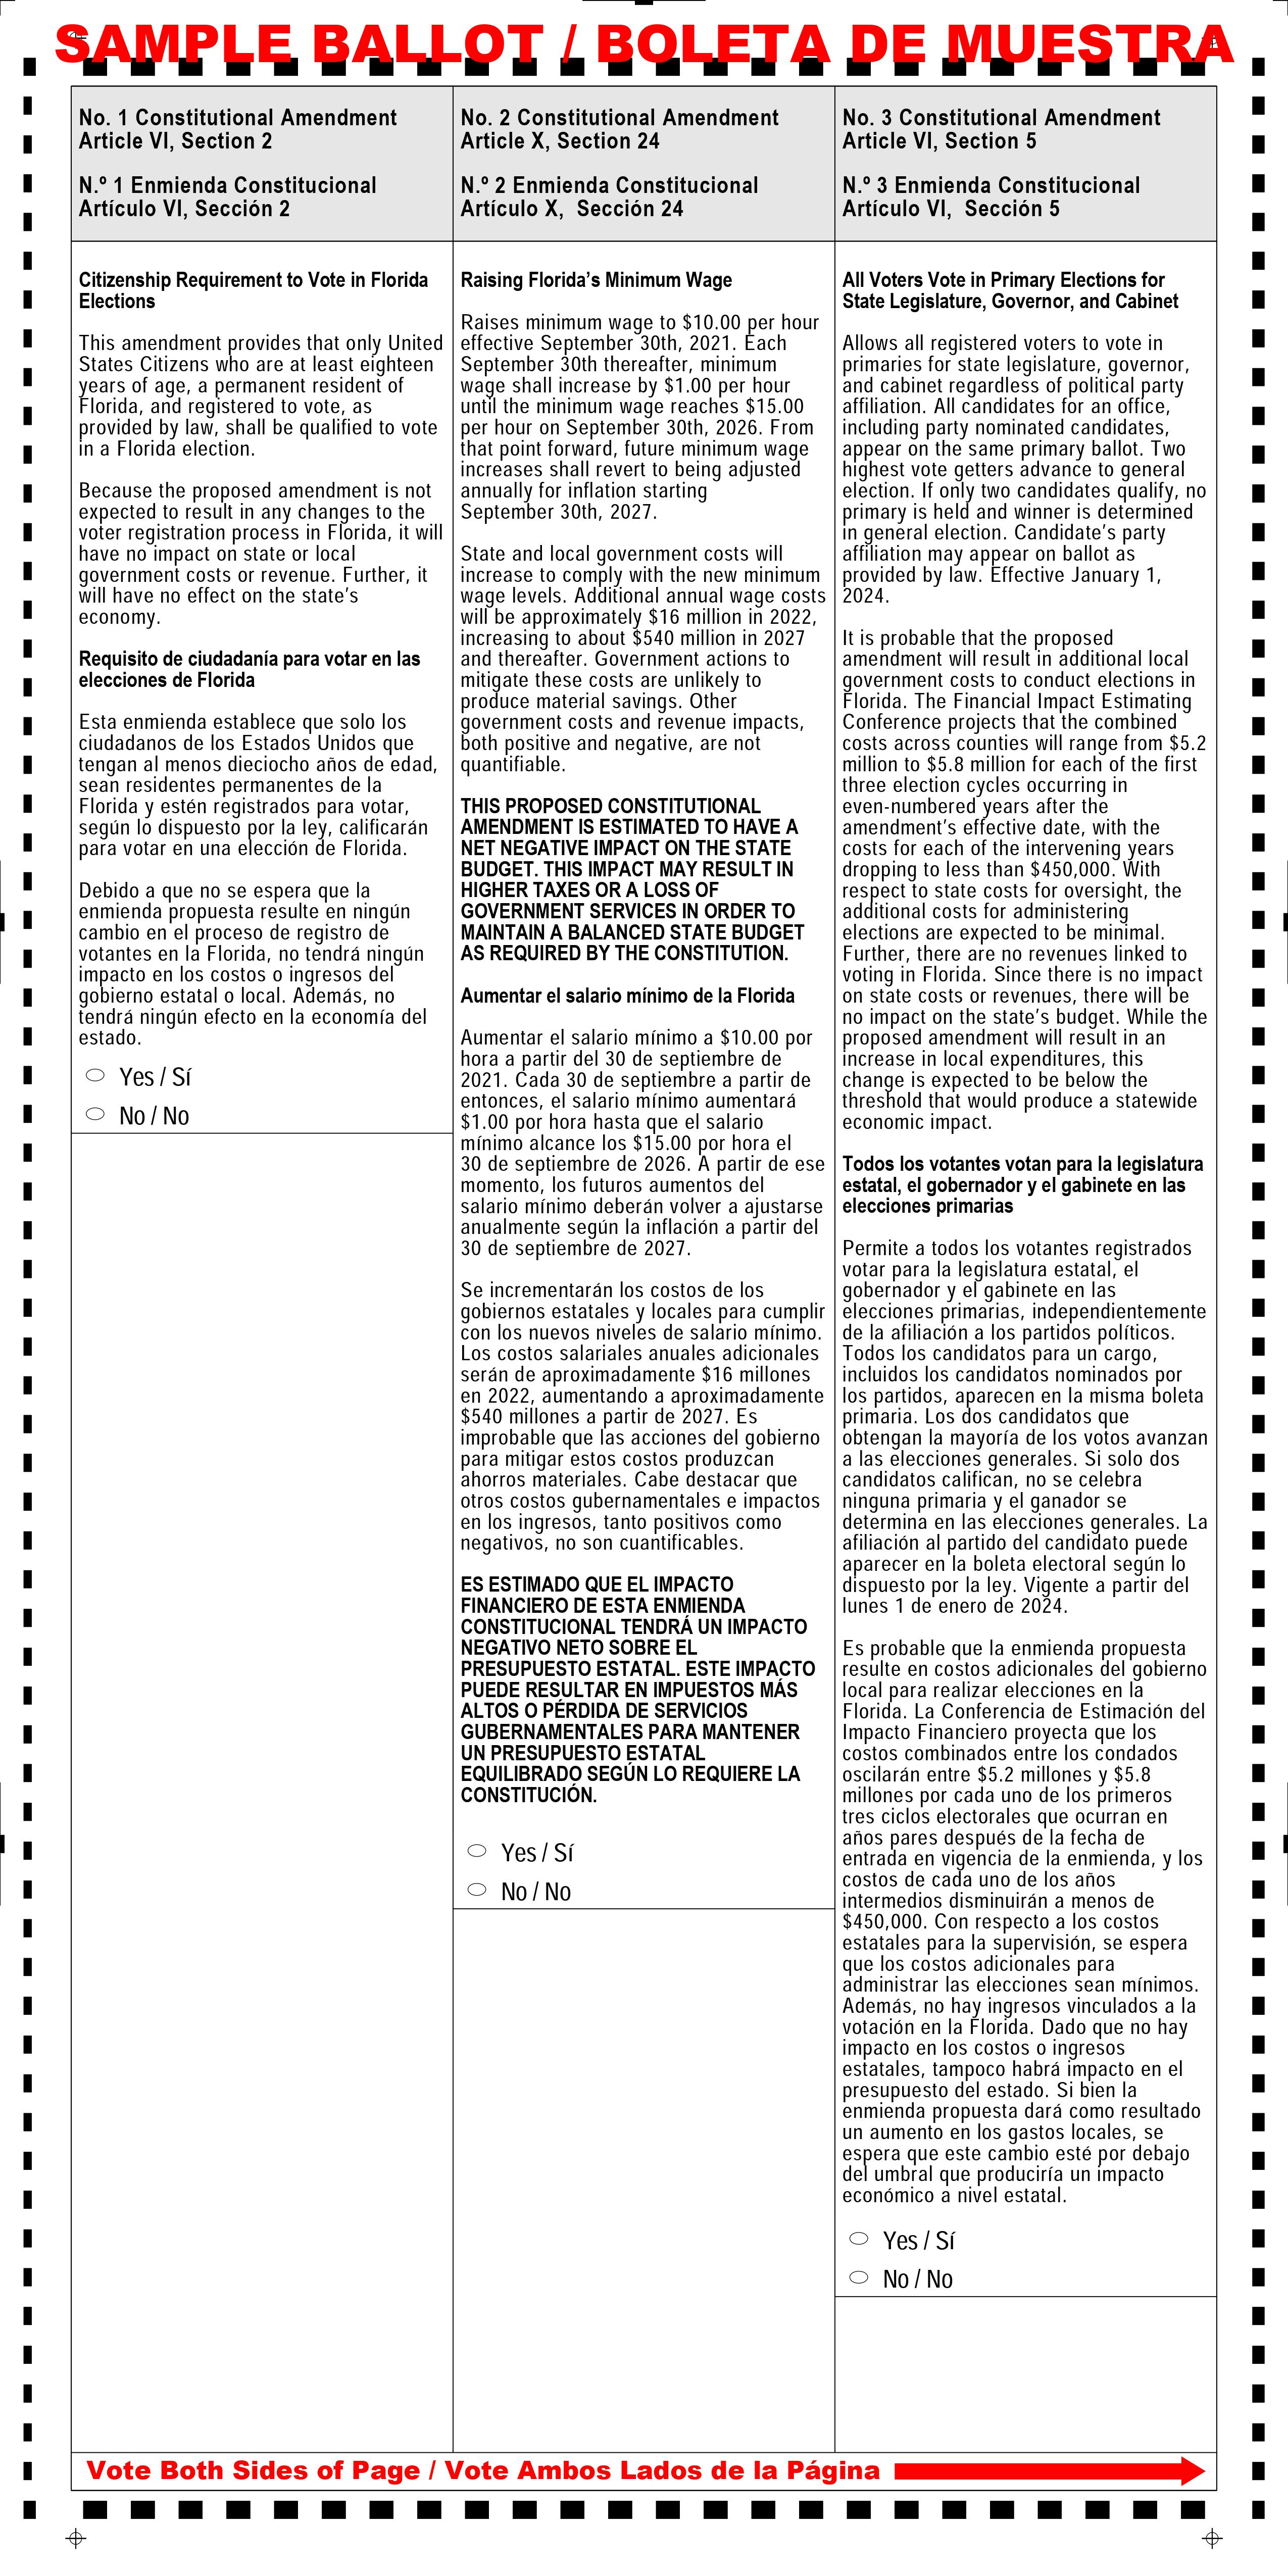 SAMPLE BALLOT / BOLETA DE MUESTRA
No. 1 Constitutional Amendment
Article VI, Section 2
N.º 1 Enmienda Constitucional
Artículo VI, Sección 2
Citizenship Requirement to Vote in Florida
Elections
This amendment provides that only United
States Citizens who are at least eighteen
years of age, a permanent resident of
Florida, and registered to vote, as
provided by law, shall be qualified to vote
in a Florida election.
Because the proposed amendment is not
expected to result in any changes to the
voter registration process in Florida, it will
have no impact on state or local
government costs or revenue. Further, it
will have no effect on the state’s
economy.
Requisito de ciudadanía para votar en las
elecciones de Florida
Esta enmienda establece que solo los
ciudadanos de los Estados Unidos que
tengan al menos dieciocho años de edad,
sean residentes permanentes de la
Florida y estén registrados para votar,
según lo dispuesto por la ley, calificarán
para votar en una elección de Florida.
Debido a que no se espera que la
enmienda propuesta resulte en ningún
cambio en el proceso de registro de
votantes en la Florida, no tendrá ningún
impacto en los costos o ingresos del
gobierno estatal o local. Además, no
tendrá ningún efecto en la economía del
estado.
Yes / Sí
No / No
No. 2 Constitutional Amendment
Article X, Section 24
N.º 2 Enmienda Constitucional
Artículo X, Sección 24
Raising Florida’s Minimum Wage
Raises minimum wage to $10.00 per hour
effective September 30th, 2021. Each
September 30th thereafter, minimum
wage shall increase by $1.00 per hour
until the minimum wage reaches $15.00
per hour on September 30th, 2026. From
that point forward, future minimum wage
increases shall revert to being adjusted
annually for inflation starting
September 30th, 2027.
State and local government costs will
increase to comply with the new minimum
wage levels. Additional annual wage costs
will be approximately $16 million in 2022,
increasing to about $540 million in 2027
and thereafter. Government actions to
mitigate these costs are unlikely to
produce material savings. Other
government costs and revenue impacts,
both positive and negative, are not
quantifiable.
THIS PROPOSED CONSTITUTIONAL
AMENDMENT IS ESTIMATED TO HAVE A
NET NEGATIVE IMPACT ON THE STATE
BUDGET. THIS IMPACT MAY RESULT IN
HIGHER TAXES OR A LOSS OF
GOVERNMENT SERVICES IN ORDER TO
MAINTAIN A BALANCED STATE BUDGET
AS REQUIRED BY THE CONSTITUTION.
Aumentar el salario mínimo de la Florida
Aumentar el salario mínimo a $10.00 por
hora a partir del 30 de septiembre de
2021. Cada 30 de septiembre a partir de
entonces, el salario mínimo aumentará
$1.00 por hora hasta que el salario
mínimo alcance los $15.00 por hora el
30 de septiembre de 2026. A partir de ese
momento, los futuros aumentos del
salario mínimo deberán volver a ajustarse
anualmente según la inflación a partir del
30 de septiembre de 2027.
Se incrementarán los costos de los
gobiernos estatales y locales para cumplir
con los nuevos niveles de salario mínimo.
Los costos salariales anuales adicionales
serán de aproximadamente $16 millones
en 2022, aumentando a aproximadamente
$540 millones a partir de 2027. Es
improbable que las acciones del gobierno
para mitigar estos costos produzcan
ahorros materiales. Cabe destacar que
otros costos gubernamentales e impactos
en los ingresos, tanto positivos como
negativos, no son cuantificables.
ES ESTIMADO QUE EL IMPACTO
FINANCIERO DE ESTA ENMIENDA
CONSTITUCIONAL TENDRÁ UN IMPACTO
NEGATIVO NETO SOBRE EL
PRESUPUESTO ESTATAL. ESTE IMPACTO
PUEDE RESULTAR EN IMPUESTOS MÁS
ALTOS O PÉRDIDA DE SERVICIOS
GUBERNAMENTALES PARA MANTENER
UN PRESUPUESTO ESTATAL
EQUILIBRADO SEGÚN LO REQUIERE LA
CONSTITUCIÓN.
Yes / Sí
No / No
No. 3 Constitutional Amendment
Article VI, Section 5
N.º 3 Enmienda Constitucional
Artículo VI, Sección 5
All Voters Vote in Primary Elections for
State Legislature, Governor, and Cabinet
Allows all registered voters to vote in
primaries for state legislature, governor,
and cabinet regardless of political party
affiliation. All candidates for an office,
including party nominated candidates,
appear on the same primary ballot. Two
highest vote getters advance to general
election. If only two candidates qualify, no
primary is held and winner is determined
in general election. Candidate’s party
affiliation may appear on ballot as
provided by law. Effective January 1,
2024.
It is probable that the proposed
amendment will result in additional local
government costs to conduct elections in
Florida. The Financial Impact Estimating
Conference projects that the combined
costs across counties will range from $5.2
million to $5.8 million for each of the first
three election cycles occurring in
even-numbered years after the
amendment’s effective date, with the
costs for each of the intervening years
dropping to less than $450,000. With
respect to state costs for oversight, the
additional costs for administering
elections are expected to be minimal.
Further, there are no revenues linked to
voting in Florida. Since there is no impact
on state costs or revenues, there will be
no impact on the state’s budget. While the
proposed amendment will result in an
increase in local expenditures, this
change is expected to be below the
threshold that would produce a statewide
economic impact.
Todos los votantes votan para la legislatura
estatal, el gobernador y el gabinete en las
elecciones primarias
Permite a todos los votantes registrados
votar para la legislatura estatal, el
gobernador y el gabinete en las
elecciones primarias, independientemente
de la afiliación a los partidos políticos.
Todos los candidatos para un cargo,
incluidos los candidatos nominados por
los partidos, aparecen en la misma boleta
primaria. Los dos candidatos que
obtengan la mayoría de los votos avanzan
a las elecciones generales. Si solo dos
candidatos califican, no se celebra
ninguna primaria y el ganador se
determina en las elecciones generales. La
afiliación al partido del candidato puede
aparecer en la boleta electoral según lo
dispuesto por la ley. Vigente a partir del
lunes 1 de enero de 2024.
Es probable que la enmienda propuesta
resulte en costos adicionales del gobierno
local para realizar elecciones en la
Florida. La Conferencia de Estimación del
Impacto Financiero proyecta que los
costos combinados entre los condados
oscilarán entre $5.2 millones y $5.8
millones por cada uno de los primeros
tres ciclos electorales que ocurran en
años pares después de la fecha de
entrada en vigencia de la enmienda, y los
costos de cada uno de los años
intermedios disminuirán a menos de
$450,000. Con respecto a los costos
estatales para la supervisión, se espera
que los costos adicionales para
administrar las elecciones sean mínimos.
Además, no hay ingresos vinculados a la
votación en la Florida. Dado que no hay
impacto en los costos o ingresos
estatales, tampoco habrá impacto en el
presupuesto del estado. Si bien la
enmienda propuesta dará como resultado
un aumento en los gastos locales, se
espera que este cambio esté por debajo
del umbral que produciría un impacto
económico a nivel estatal.
Yes / Sí
No / No
Vote Both Sides of Page / Vote Ambos Lados de la Página